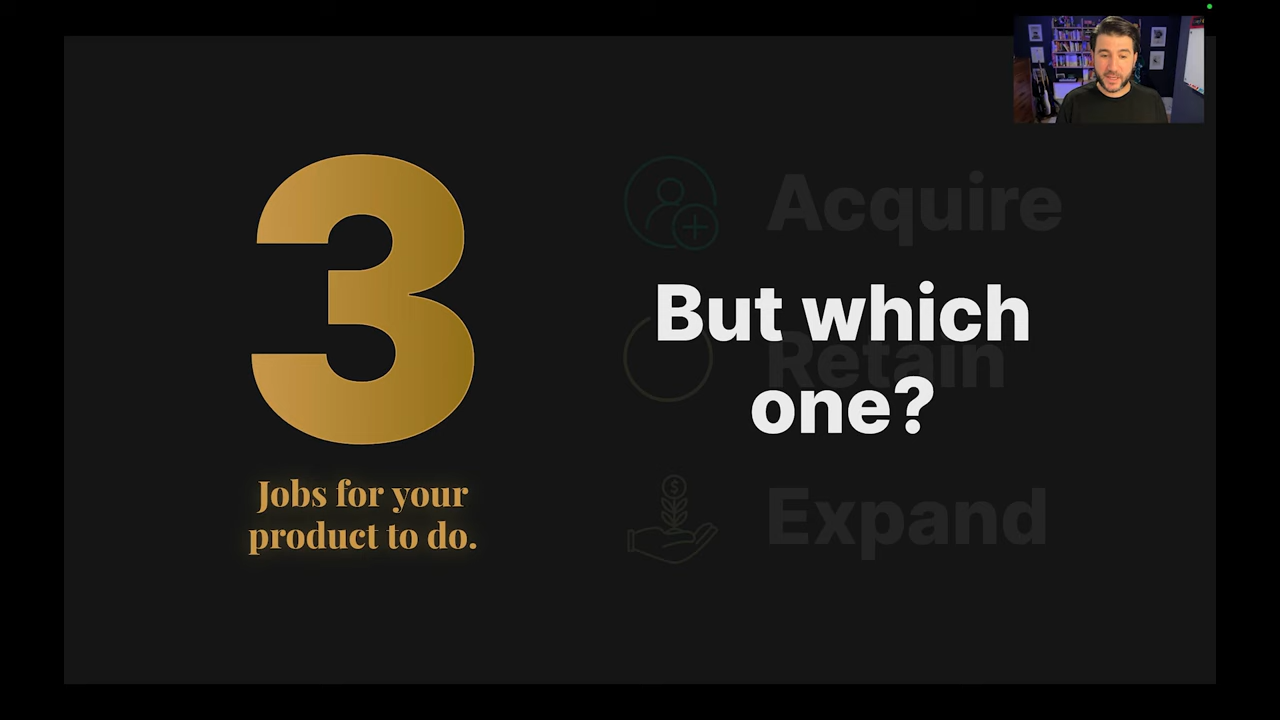 3
Jobs for your
product to do.
Acquire
Retain
Expand
But which
one?